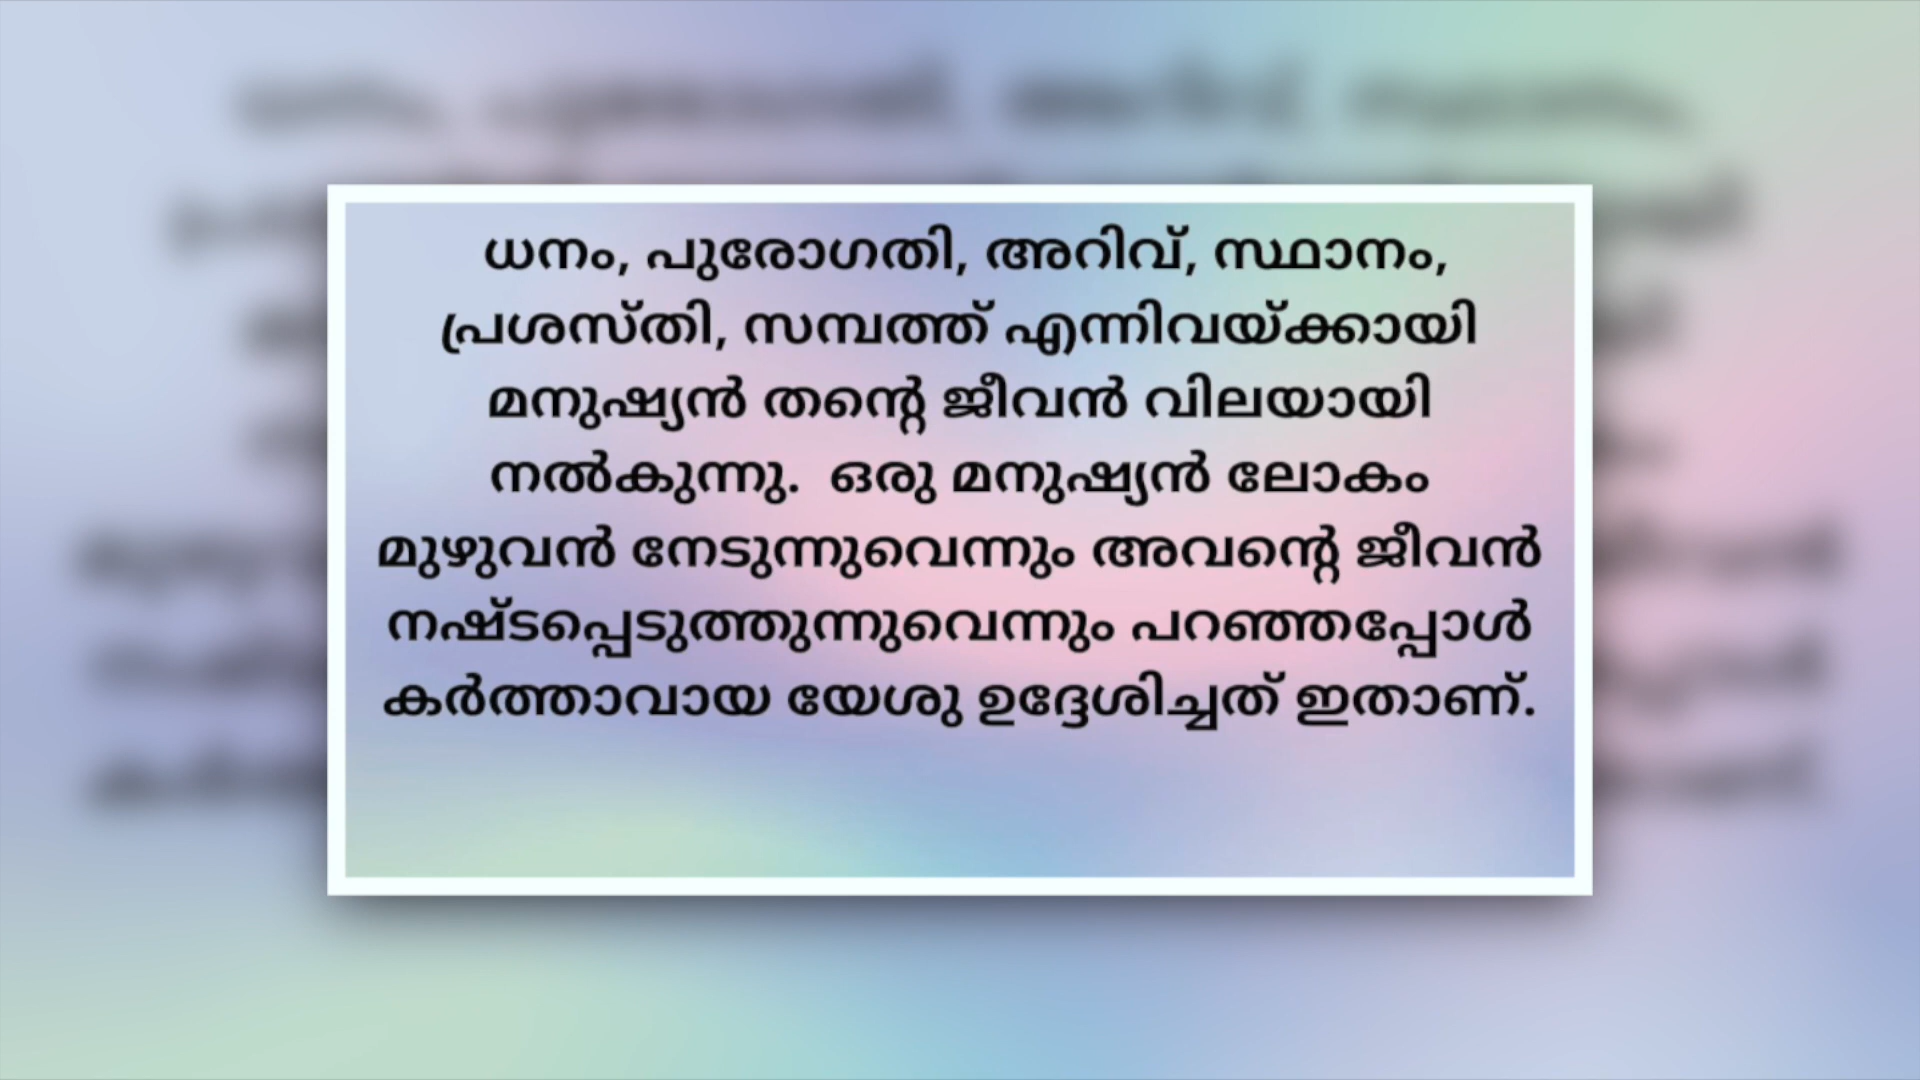 ധനം, പുരോഗതി, അറിവ്, സ്ഥാനം,
പ്രശസ്തി, സമ്പത്ത് എന്നിവയ്ക്കായി
മനുഷ്യൻ തന്റെ ജീവൻ വിലയായി
നൽകുന്നു. ഒരു മനുഷ്യൻ ലോകം
മുഴുവൻ നേടുന്നുവെന്നും അവന്റെ ജീവൻ
നഷ്ടപ്പെടുത്തുന്നുവെന്നും പറഞ്ഞപ്പോൾ
കർത്താവായ യേശു ഉദ്ദേശിച്ചത് ഇതാണ്.